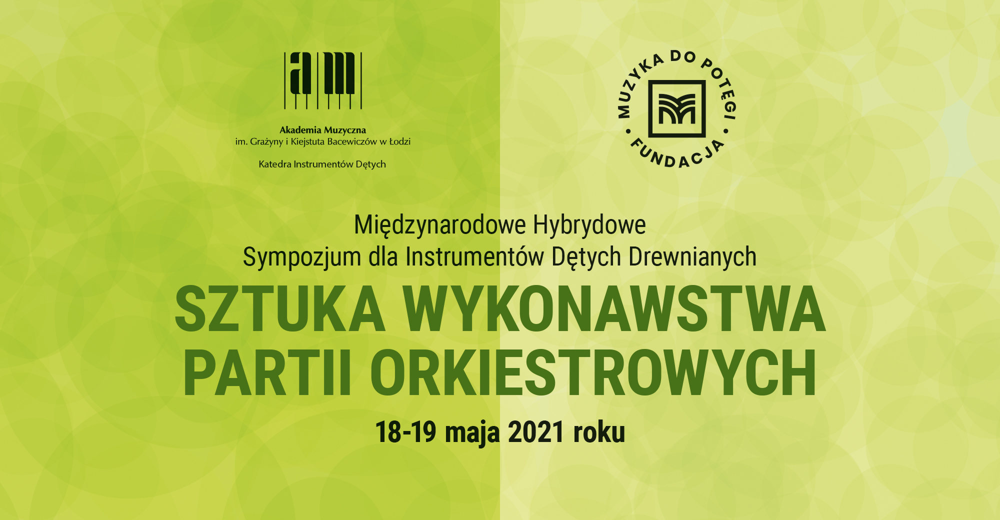 am
Akademia Muzyczna
im. Grażyny i Kiejstuta Bacewiczów w Łodzi
Katedra Instrumentów Dętych
MUZYKA DO POTĘGI
• FUNDACJA •
Międzynarodowe Hybrydowe
Sympozjum dla Instrumentów Dętych Drewnianych
SZTUKA WYKONAWSTWA
PARTII ORKIESTROWYCH
18-19 maja 2021 roku